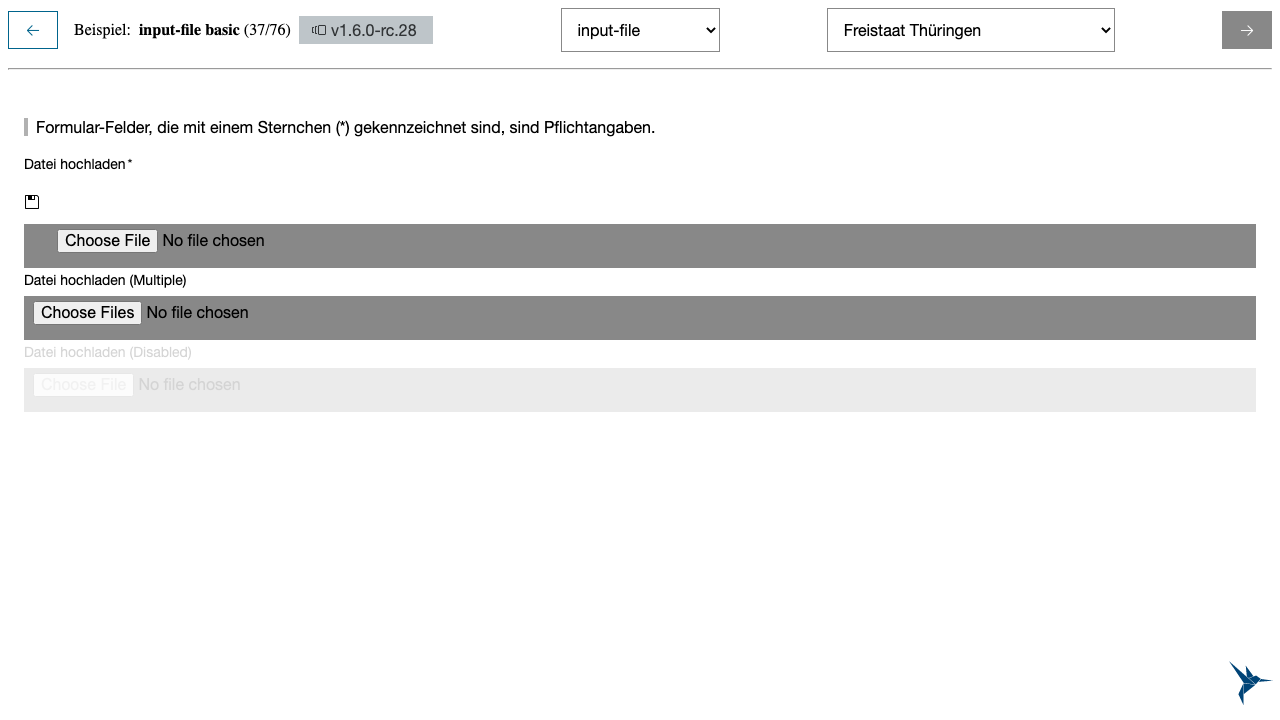 Beispiel: input-file basic (37/76) v1.6.0-rc.28 input-file Freistaat Thüringen
Formular-Felder, die mit einem Sternchen (*) gekennzeichnet sind, sind Pflichtangaben.
Datei hochladen*
Choose File No file chosen
Datei hochladen (Multiple)
Choose Files No file chosen
Datei hochladen (Disabled)
Choose File No file chosen